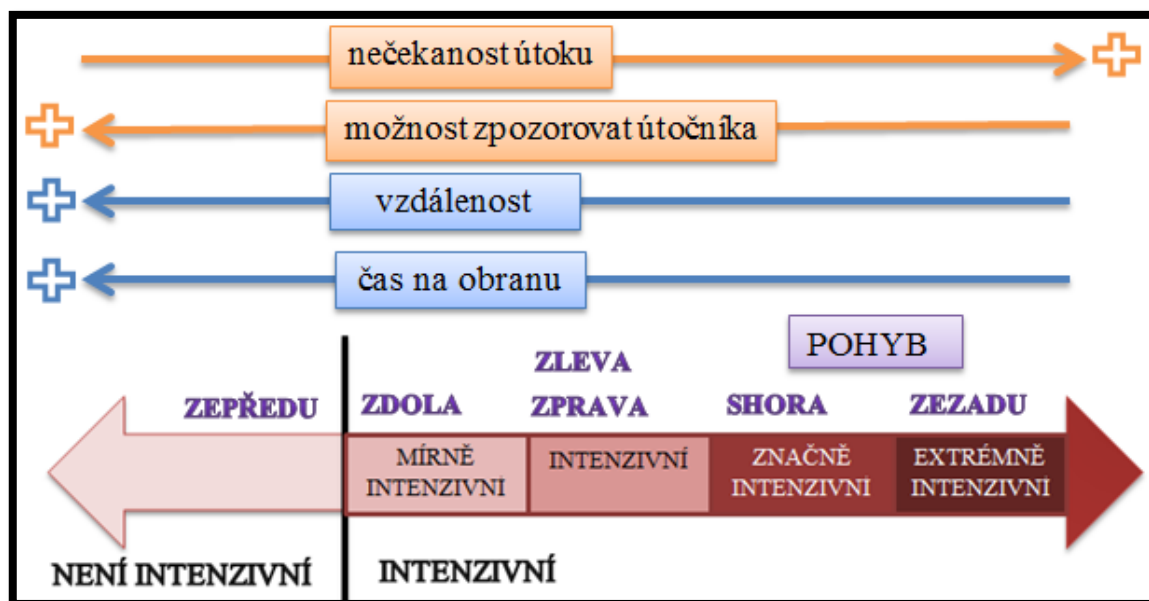 nečekanost útoku
možnost zpozorovat útočníka
vzdálenost
čas na obranu
POHYB
ZLEVA
ZEPŘEDU ZDOLA ZPRAVA SHORA ZEZADU
MÍRNĚ INTENZIVNÍ ZNAČNĚ EXTRÉMNĚ
INTENZIVNÍ INTENZIVNÍ INTENZIVNÍ
NENÍ INTENZIVNÍ INTENZIVNÍ